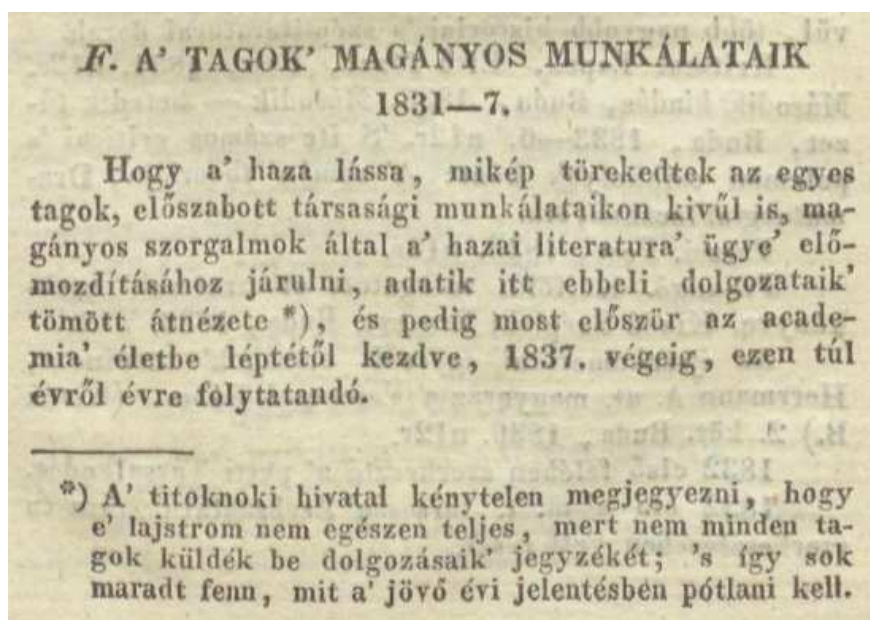 F. A’ TAGOK’ MAGÁNYOS MUNKÁLATAIK
1831—7.
Hogy a’ haza lássa, mikép törekedtek az egyes
tagok, előszabott társasági munkálataikon kivűl is, ma-
gányos szorgalmok által a’ hazai literatura’ ügye’ elő-
mozdításához járulni, adatik itt ebbeli dolgozataik’
tömött átnézete *), és pedig most először az acade-
mia’ életbe léptétől kezdve, 1837. végeig, ezen túl
évről évre folytatandó.
*) A’ titoknoki hivatal kénytelen megjegyezni, hogy
e’ lajstrom nem egészen teljes, mert nem minden ta-
gok küldék be dolgozásaik’ jegyzékét; ’s így sok
maradt fenn, mit a’ jövő évi jelentésben pótlani kell.